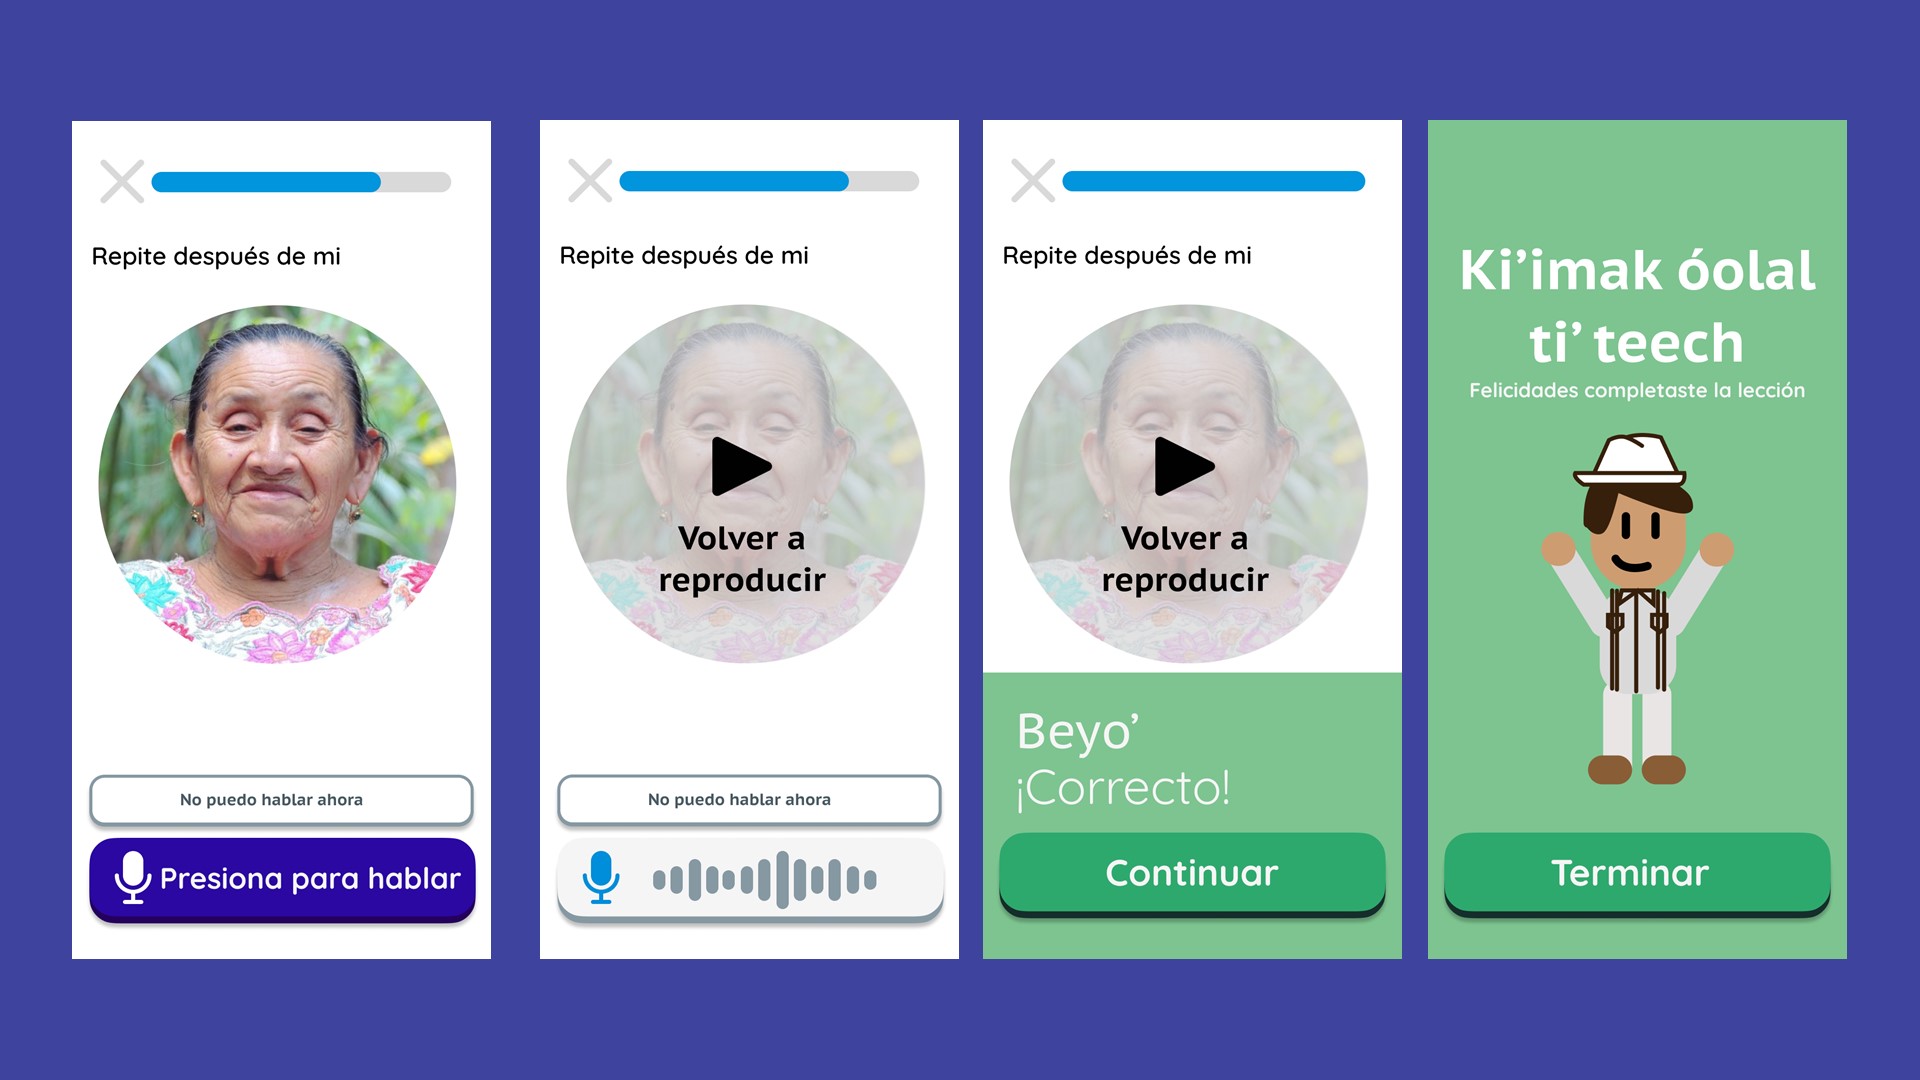 Repite después de mi
No puedo hablar ahora
Presiona para hablar
Repite después de mi
Volver a
reproducir
No puedo hablar ahora
Repite después de mi
Volver a
reproducir
Beyo’
¡Correcto!
Continuar
Ki’imak óolal
ti’ teech
Felicidades completaste la lección
Terminar